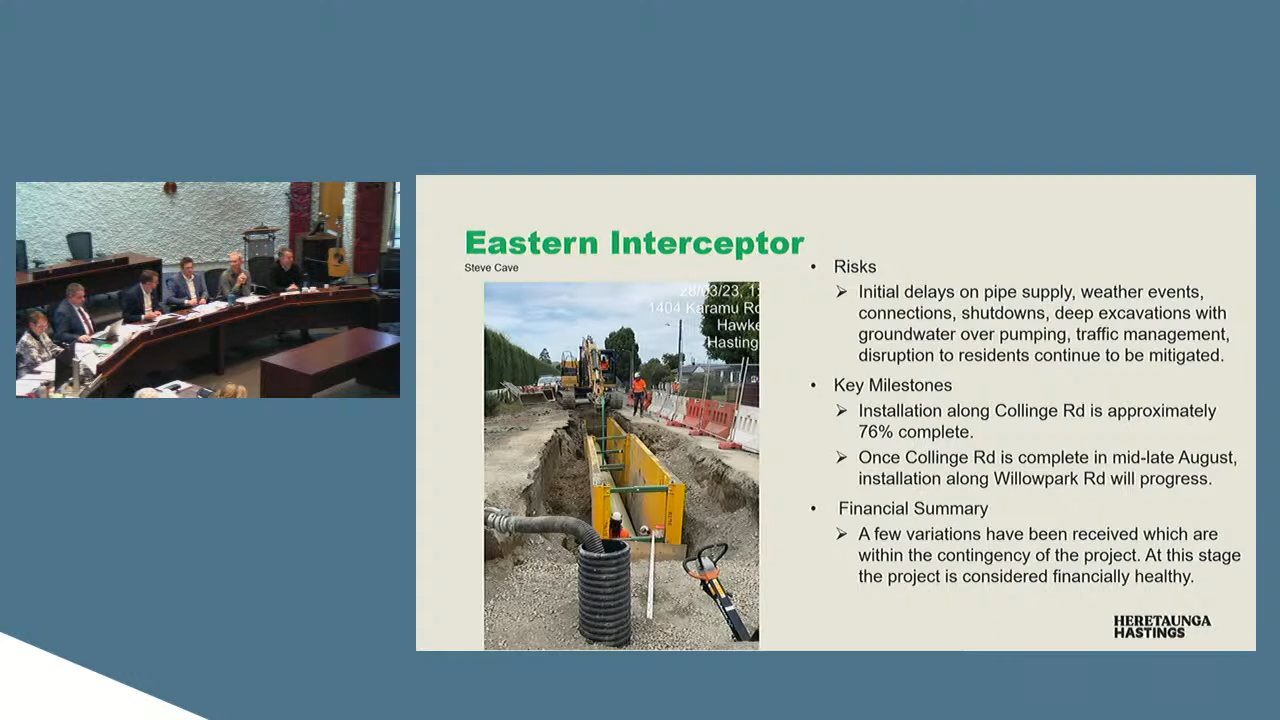 Eastern Interceptor
Steve Cave
28/03/23, 1
1404 Karamu Rd
Hawke
Hasting
• Risks
➢ Initial delays on pipe supply, weather events,
connections, shutdowns, deep excavations with
groundwater over pumping, traffic management,
disruption to residents continue to be mitigated.
• Key Milestones
➢ Installation along Collinge Rd is approximately
76% complete.
➢ Once Collinge Rd is complete in mid-late August,
installation along Willowpark Rd will progress.
• Financial Summary
➢ A few variations have been received which are
within the contingency of the project. At this stage
the project is considered financially healthy.
HERETAUNGA
HASTINGS